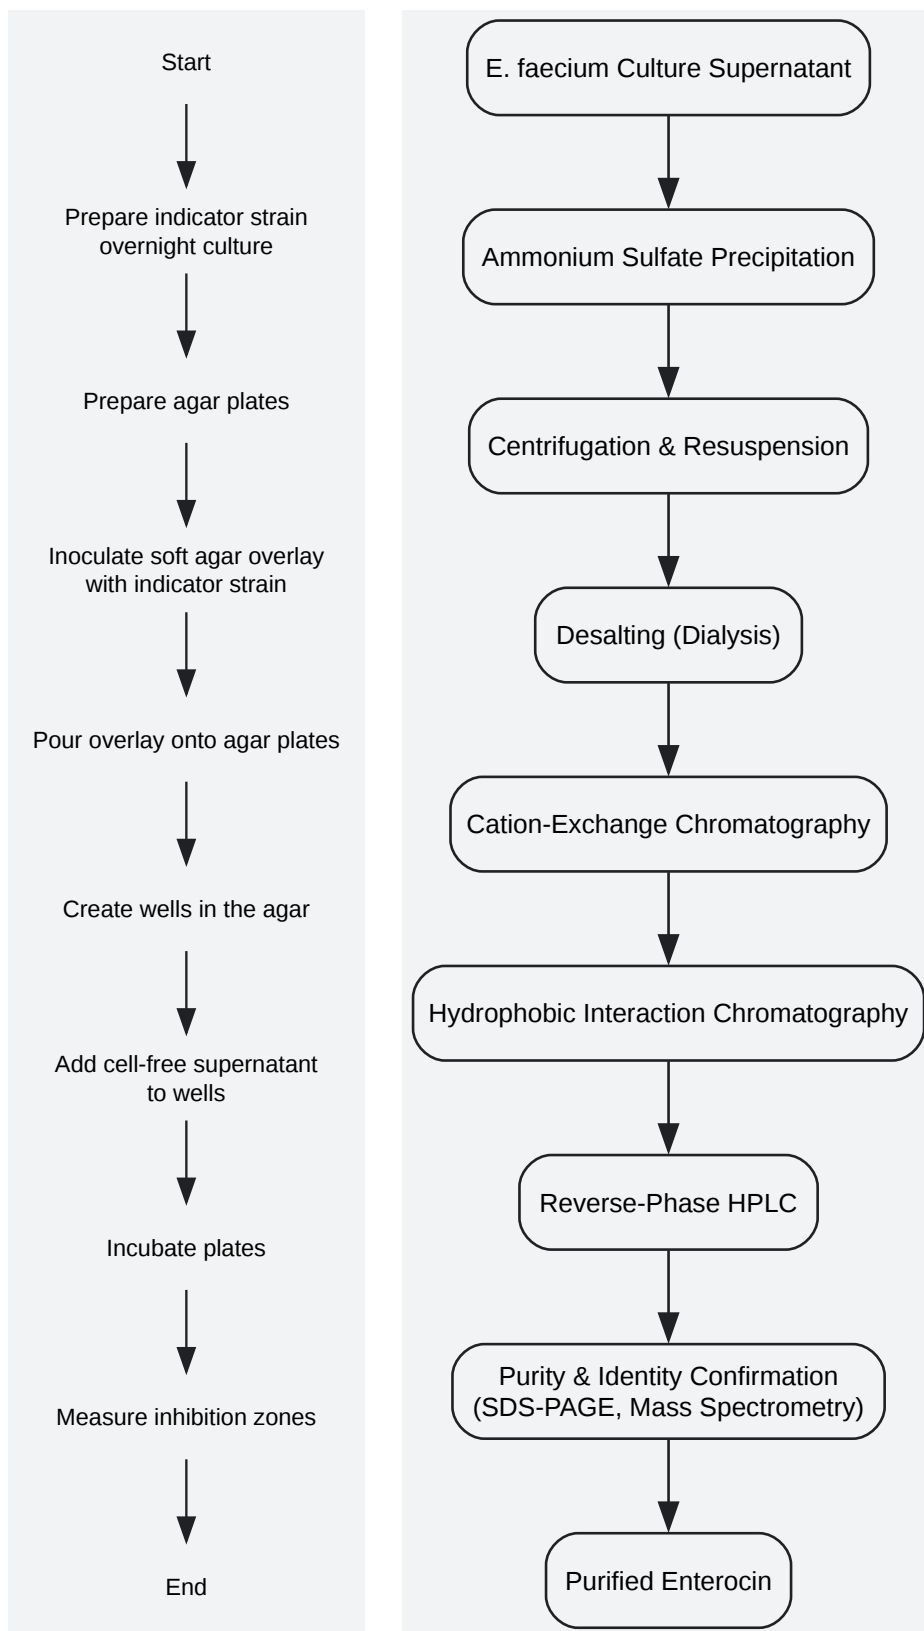 Start
Prepare indicator strain
overnight culture
Prepare agar plates
Inoculate soft agar overlay
with indicator strain
Pour overlay onto agar plates
Create wells in the agar
Add cell-free supernatant
to wells
Incubate plates
Measure inhibition zones
End
E. faecium Culture Supernatant
Ammonium Sulfate Precipitation
Centrifugation & Resuspension
Desalting (Dialysis)
Cation-Exchange Chromatography
Hydrophobic Interaction Chromatography
Reverse-Phase HPLC
Purity & Identity Confirmation
(SDS-PAGE, Mass Spectrometry)
Purified Enterocin